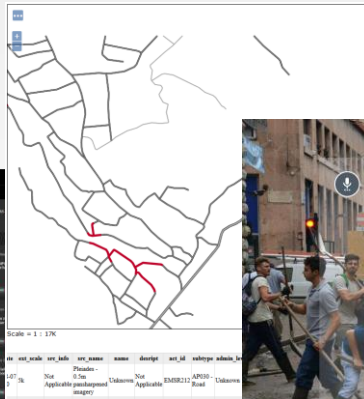 Scale = 1 : 17K
ext_scale src_info src_name name descript act_id subtype
5k Not Applicable Pleiades - 0.5m pansharpened imagery Unknown Not Applicable EMSR212 AP030 - Road Unknown